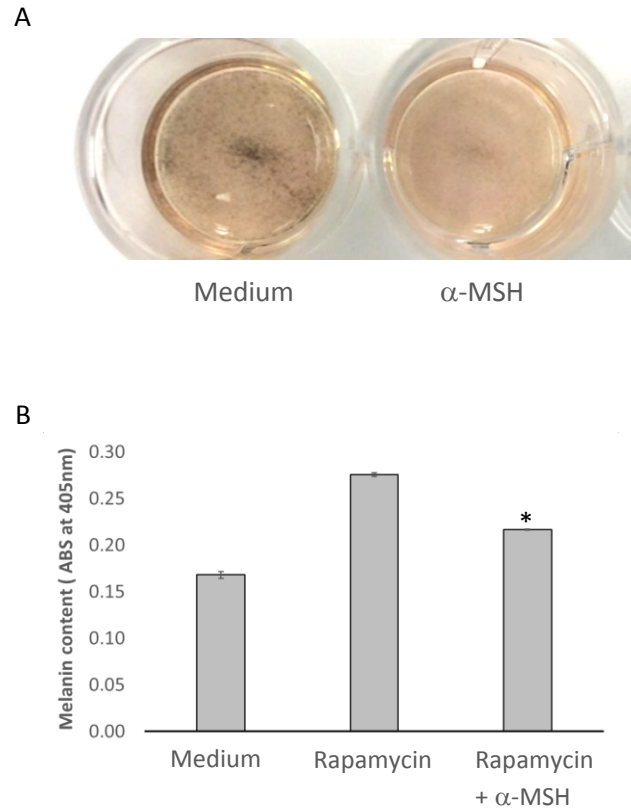 A
Medium
α-MSH
B
Melanin content ( ABS at 405nm)
0.30
0.25
0.20
0.15
0.10
0.05
0.00
*
Medium
Rapamycin
Rapamycin
+ α-MSH